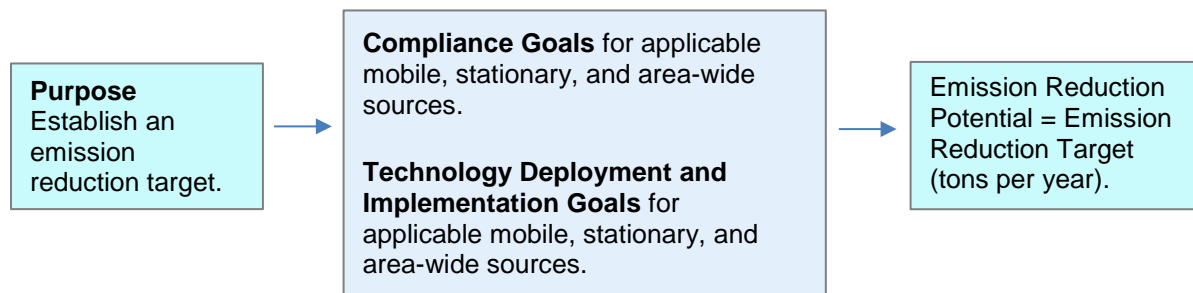 Purpose
Establish an
emission
reduction target.
Compliance Goals for applicable
mobile, stationary, and area-wide
sources.
Technology Deployment and
Implementation Goals for
applicable mobile, stationary, and
area-wide sources.
Emission Reduction
Potential = Emission
Reduction Target
(tons per year).